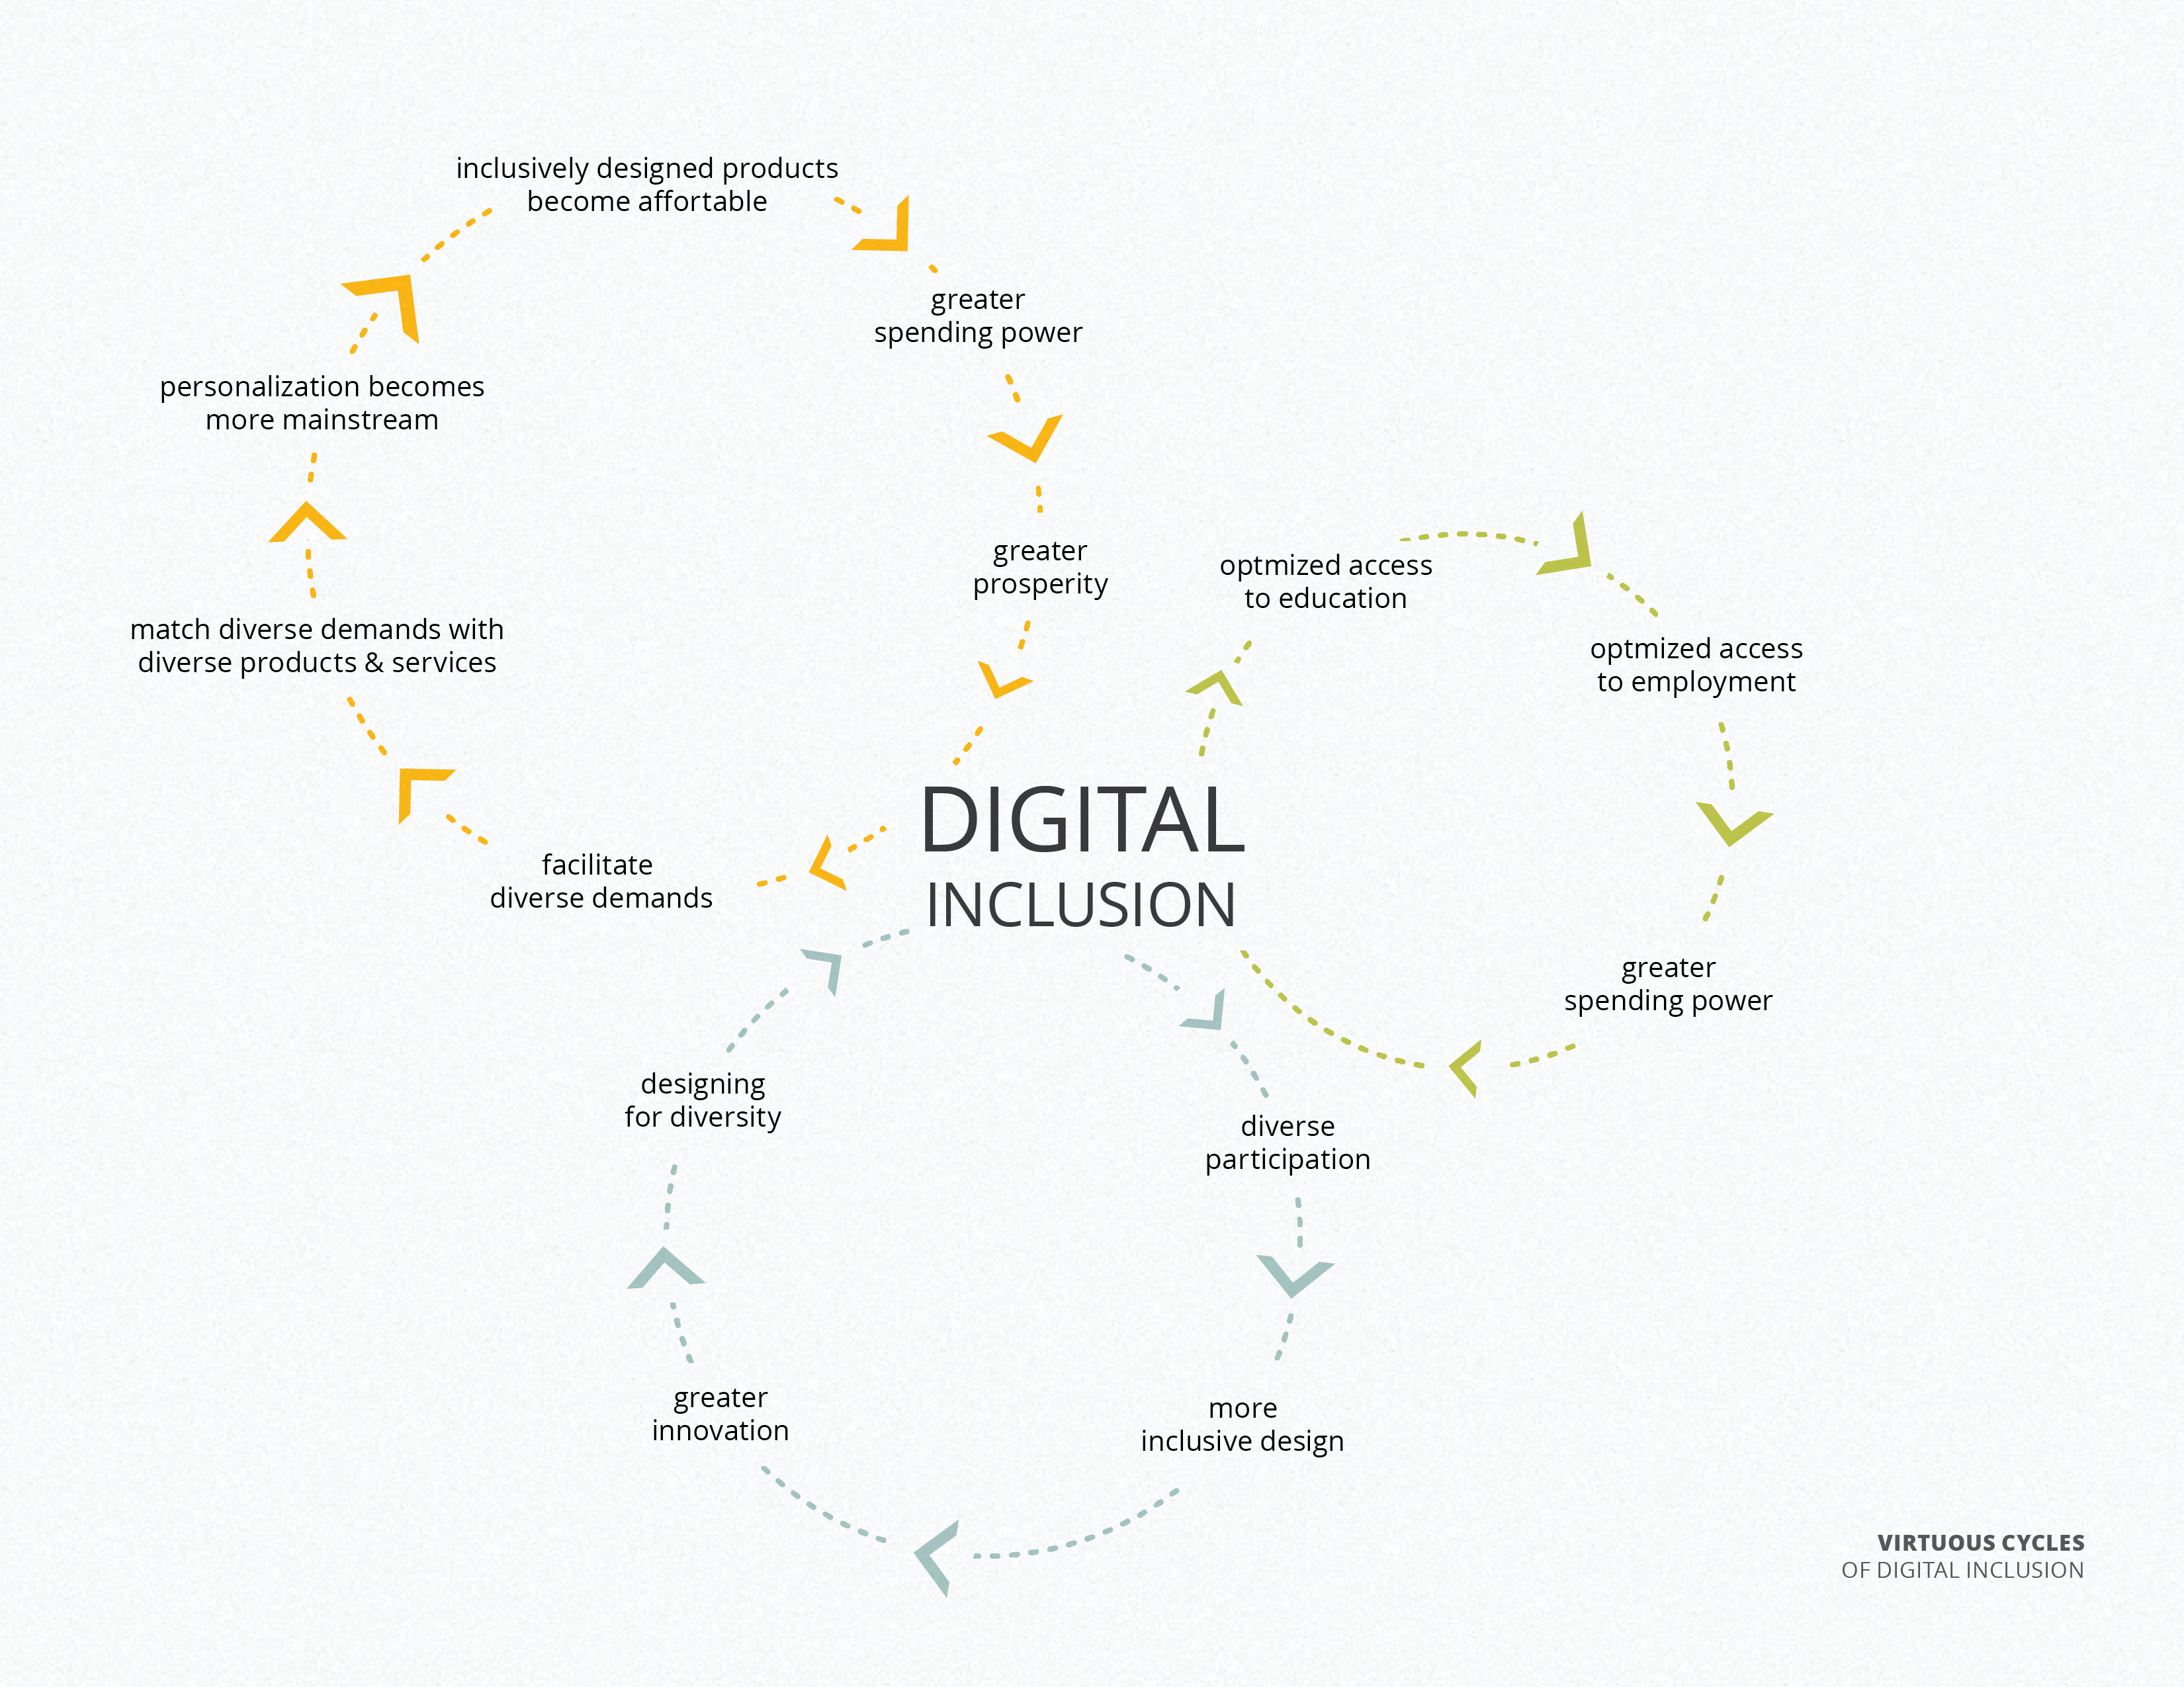 inclusively designed products
become affortable
greater
spending power
personalization becomes
more mainstream
greater
prosperity
optmized access
to education
match diverse demands with
diverse products & services
optmized access
to employment
DIGITAL
INCLUSION
facilitate
diverse demands
greater
spending power
designing
for diversity
diverse
participation
greater
innovation
more
inclusive design
VIRTUOUS CYCLES
OF DIGITAL INCLUSION